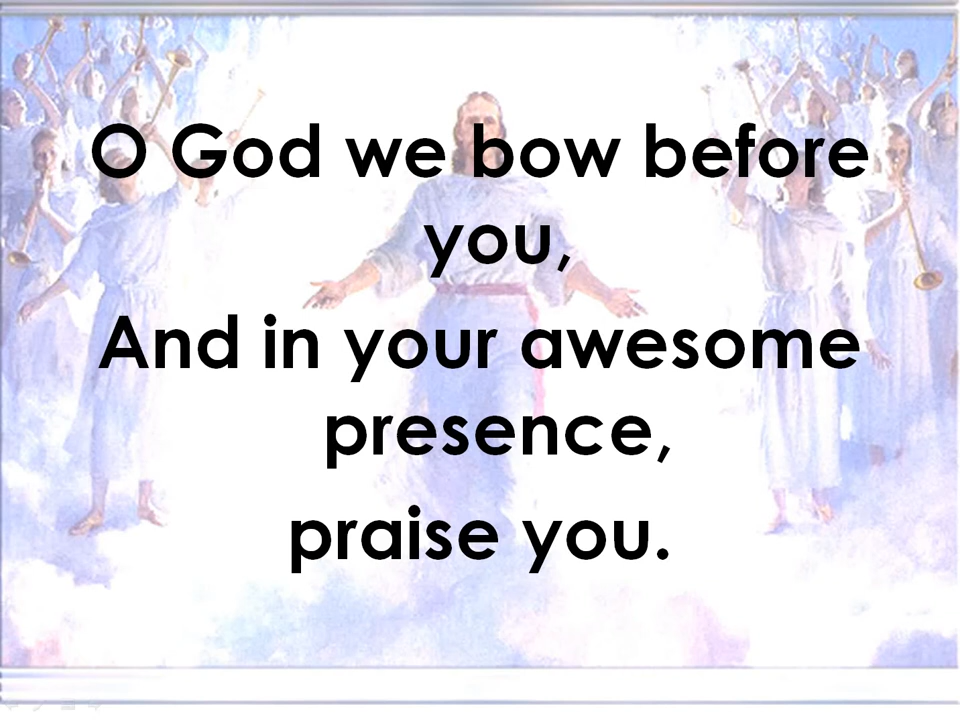 O God we bow before
you,
And in your awesome
presence,
praise you.